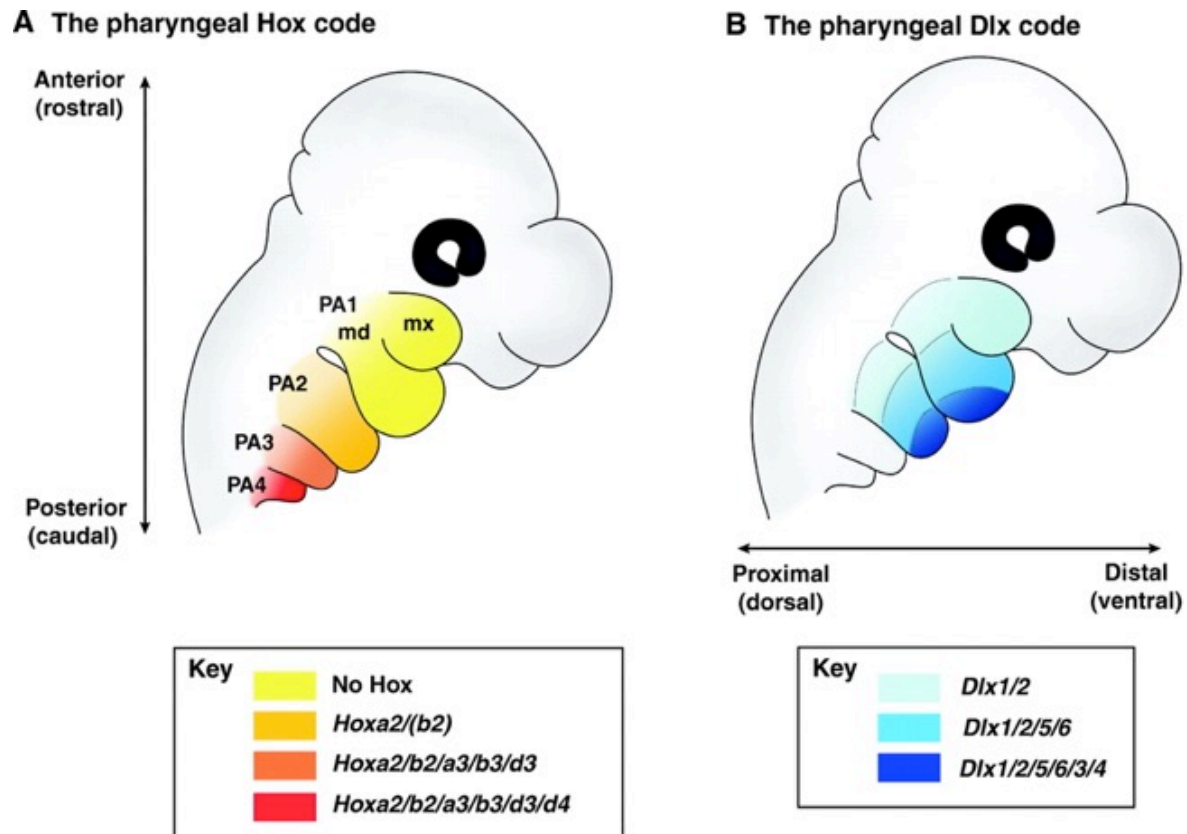 A The pharyngeal Hox code
Anterior
(rostral)
PA1
md
mx
PA2
PA3
PA4
Posterior
(caudal)
Key
No Hox
Hoxa2/(b2)
Hoxa2/b2/a3/b3/d3
Hoxa2/b2/a3/b3/d3/d4
B The pharyngeal Dlx code
Proximal
(dorsal)
Distal
(ventral)
Key
Dlx1/2
Dlx1/2/5/6
Dlx1/2/5/6/3/4